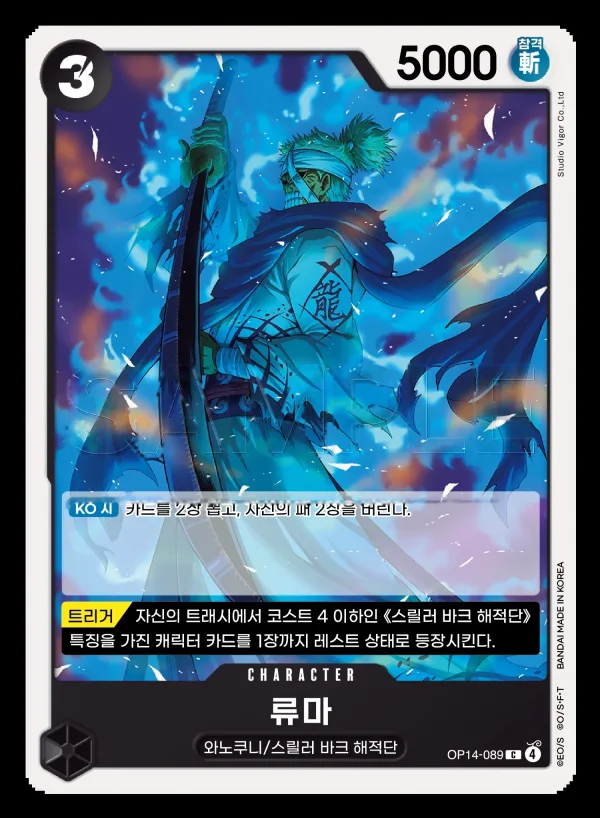 3
5000
참격
斬
Studio Vigor Co.,Ltd
龍
SAMPLE
KO 시 카드를 2장 뽑고, 자신의 패 2장을 버린다.
트리거 자신의 트래시에서 코스트 4 이하인 《스릴러 바크 해적단》
특징을 가진 캐릭터 카드를 1장까지 레스트 상태로 등장시킨다.
CHARACTER
류마
와노쿠니/스릴러 바크 해적단
OP14-089 C 4
©EO/S ©O/S·F·T BANDAI MADE IN KOREA